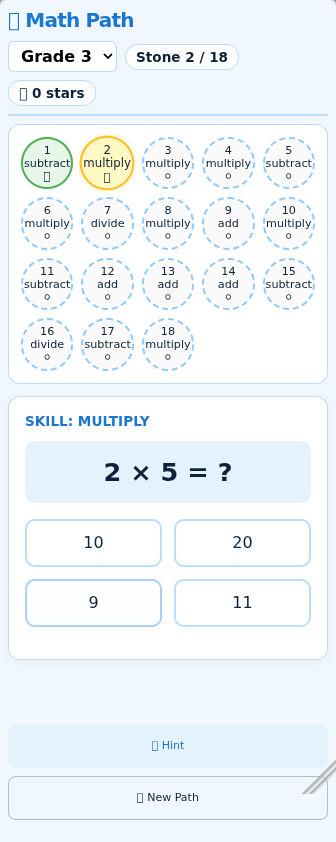 Math Path
Grade 3
Stone 2 / 18
0 stars
1
subtract
2
multiply
3
multiply
4
multiply
5
subtract
6
multiply
7
divide
8
multiply
9
add
10
multiply
11
subtract
12
add
13
add
14
add
15
subtract
16
divide
17
subtract
18
multiply
SKILL: MULTIPLY
2 × 5 = ?
10
20
9
11
Hint
New Path